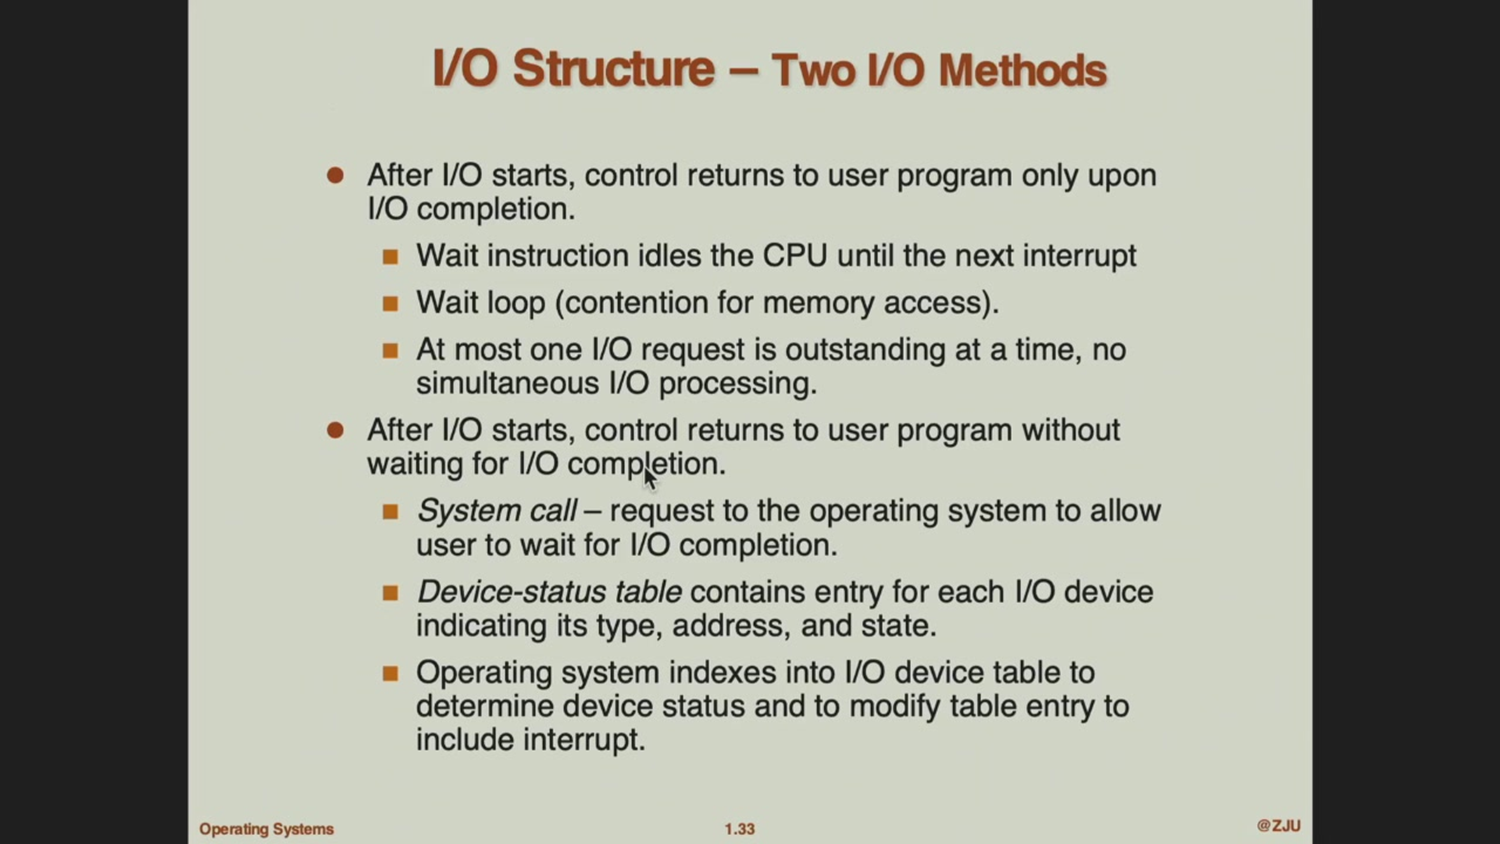 I/O Structure – Two I/O Methods
After I/O starts, control returns to user program only upon
I/O completion.
Wait instruction idles the CPU until the next interrupt
Wait loop (contention for memory access).
At most one I/O request is outstanding at a time, no
simultaneous I/O processing.
After I/O starts, control returns to user program without
waiting for I/O completion.
System call – request to the operating system to allow
user to wait for I/O completion.
Device-status table contains entry for each I/O device
indicating its type, address, and state.
Operating system indexes into I/O device table to
determine device status and to modify table entry to
include interrupt.
Operating Systems
1.33
@ZJU